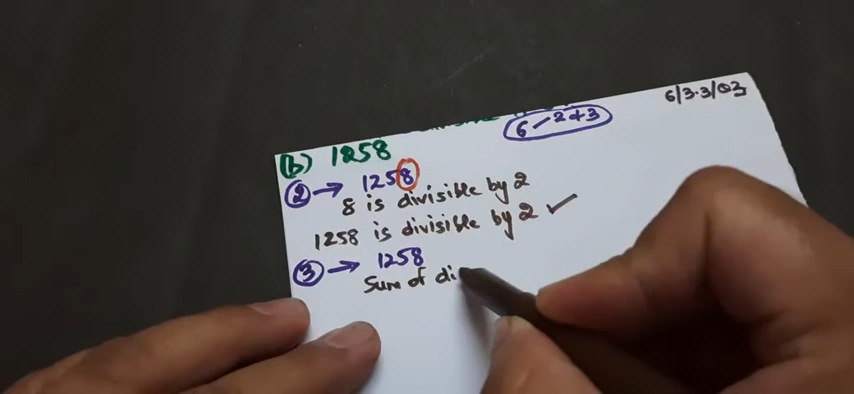 6/3.3/Q3
6 - 2+3
(b) 1258
2 → 1258
8 is divisible by 2
1258 is divisible by 2 ✓
3 → 1258
Sum of di